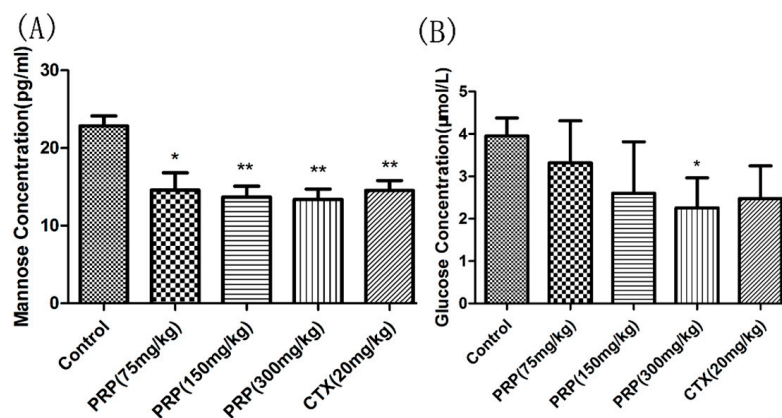 (A)
Mannose Concentration(pg/ml)
30
20
10
0
*
**
**
**
Control
PRP(75mg/kg)
PRP(150mg/kg)
PRP(300mg/kg)
CTX(20mg/kg)
(B)
Glucose Concentration(μmol/L)
5
4
3
2
1
0
*
Control
PRP(75mg/kg)
PRP(150mg/kg)
PRP(300mg/kg)
CTX(20mg/kg)